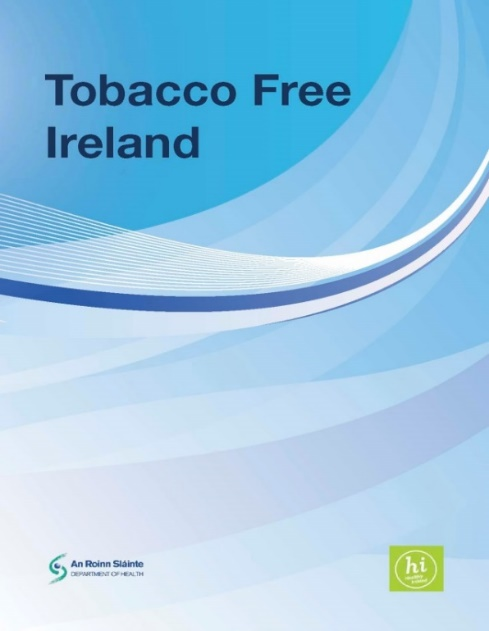 Tobacco Free
Ireland
An Roinn Sláinte
DEPARTMENT OF HEALTH
hi